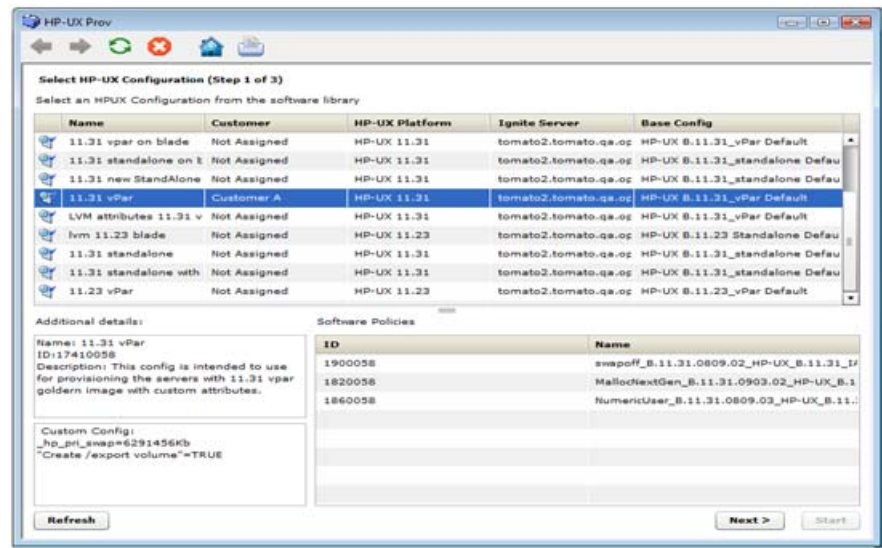 HP-UX Prov
Select HP-UX Configuration (Step 1 of 3)
Select an HPUX Configuration from the software library
Name Customer HP-UX Platform Ignite Server Base Config
11.31 vpar on blade Not Assigned HP-UX 11.31 tomato2.tomato.qa.op HP-UX B.11.31_vPar Default
11.31 standalone on b Not Assigned HP-UX 11.31 tomato2.tomato.qa.op HP-UX B.11.31_standalone Defau
11.31 new StandAlone Not Assigned HP-UX 11.31 tomato2.tomato.qa.op HP-UX B.11.31_standalone Defau
11.31 vPar Customer A HP-UX 11.31 tomato2.tomato.qa.op HP-UX B.11.31_vPar Default
LVM attributes 11.31 v Not Assigned HP-UX 11.31 tomato2.tomato.qa.op HP-UX B.11.31_vPar Default
lvm 11.23 blade Not Assigned HP-UX 11.23 tomato2.tomato.qa.op HP-UX B.11.23 Standalone Defau
11.31 standalone Not Assigned HP-UX 11.31 tomato2.tomato.qa.op HP-UX B.11.31_standalone Defau
11.31 standalone with Not Assigned HP-UX 11.31 tomato2.tomato.qa.op HP-UX B.11.31_standalone Defau
11.23 vPar Not Assigned HP-UX 11.23 tomato2.tomato.qa.op HP-UX B.11.23_vPar Default
Additional details:
Name: 11.31 vPar
ID:17410058
Description: This config is intended to use
for provisioning the servers with 11.31 vpar
goldern image with custom attributes.
Custom Config:
_hp_pri_swap=6291456Kb
"Create /export volume"=TRUE
Software Policies
ID Name
1900058 swapoff_B.11.31.0809.02_HP-UX_B.11.31_IA
1820058 MallocNextGen_B.11.31.0903.02_HP-UX_B.1
1860058 NumericUser_B.11.31.0809.03_HP-UX_B.11.
Refresh
Next >
Start